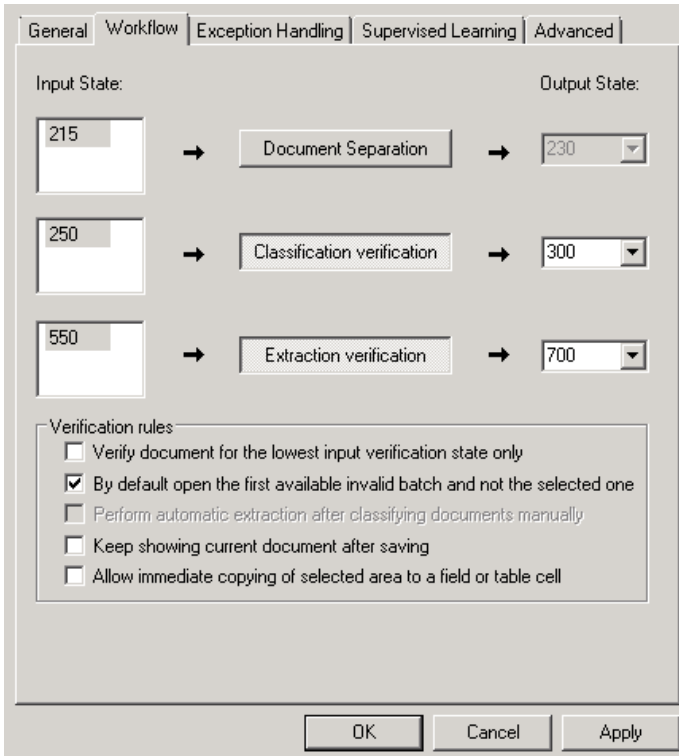 General Workflow Exception Handling Supervised Learning Advanced
Input State: Output State:
215 Document Separation 230
250 Classification verification 300
550 Extraction verification 700
Verification rules
Verify document for the lowest input verification state only
By default open the first available invalid batch and not the selected one
Perform automatic extraction after classifying documents manually
Keep showing current document after saving
Allow immediate copying of selected area to a field or table cell
OK Cancel Apply